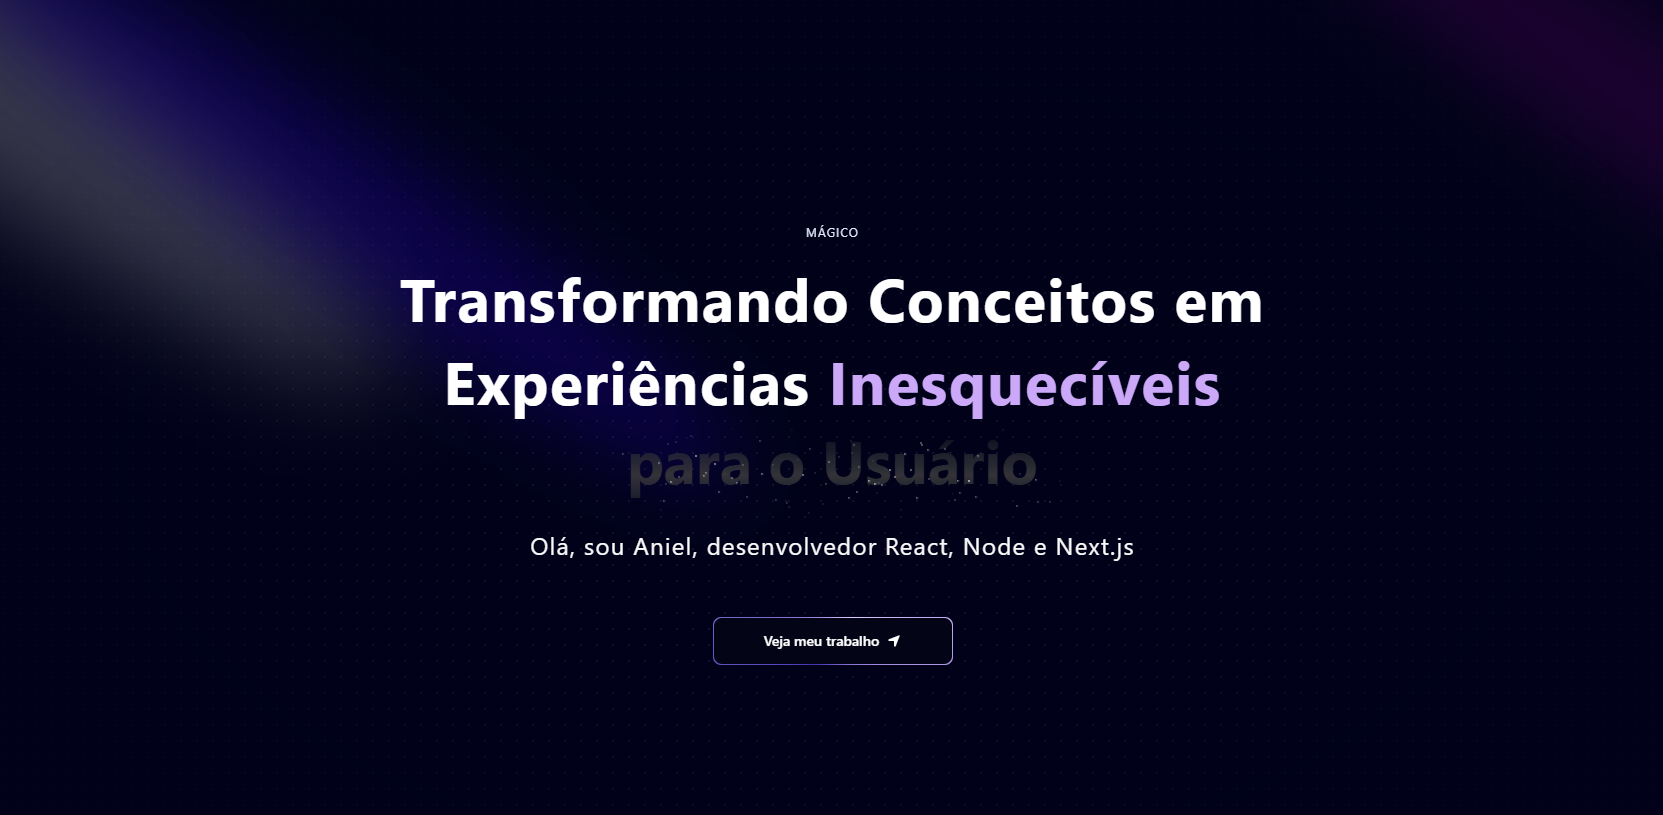 MÁGICO
Transformando Conceitos em
Experiências Inesquecíveis
para o Usuário
Olá, sou Aniel, desenvolvedor React, Node e Next.js
Veja meu trabalho